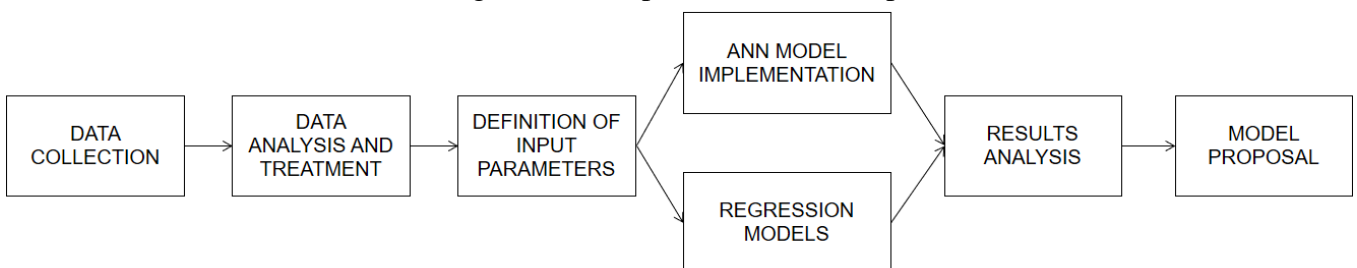 ANN MODEL
IMPLEMENTATION
DATA
COLLECTION
DATA
ANALYSIS AND
TREATMENT
DEFINITION OF
INPUT
PARAMETERS
RESULTS
ANALYSIS
MODEL
PROPOSAL
REGRESSION
MODELS